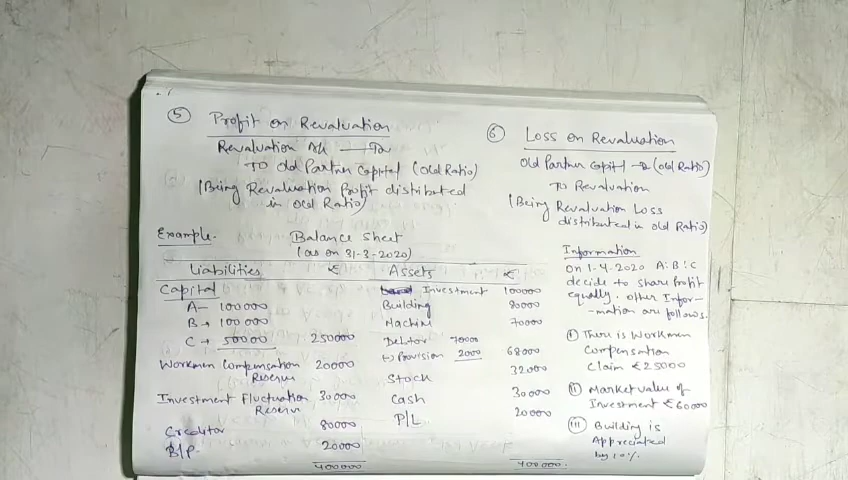 ⑤ Profit on Revaluation
Revaluation A/c
To Old Partner Capital (Old Ratio)
(Being Revaluation Profit distributed
in old Ratio)
⑥ Loss on Revaluation
Old Partner Capital (Old Ratio)
To Revaluation
(Being Revaluation Loss
distributed in old Ratio)
Example.
Balance Sheet
(as on 31-3-2020)
Liabilities € Assets €
Capital Investment 100000
A- 100000 Building 80000
B → 100000 Machine 70000
C → 50000 250000 Debtor 70000
(-) Provision 2000 68000
Workmen Compensation 20000 32000
Reserve Stock
Investment Fluctuation 30000 Cash 30000
Reserve P/L 20000
Creditor 80000
B/P. 20000
400000 400000
Information
On 1-4-2020 A:B:C
decide to share Profit
equally. Other Infor-
-mation are follows.
(i) There is Workmen
Compensation
Claim €25000
(ii) Market value of
Investment €60000
(iii) Building is
Appreciated
by 10%.